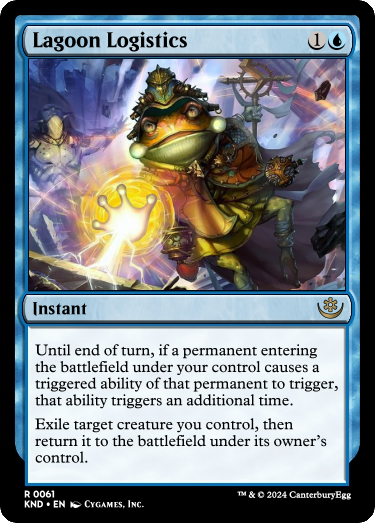 Lagoon Logistics
1
Instant
Until end of turn, if a permanent entering
the battlefield under your control causes a
triggered ability of that permanent to trigger,
that ability triggers an additional time.
Exile target creature you control, then
return it to the battlefield under its owner's
control.
R 0061
KND • EN CYGAMES, INC.
™ & © 2024 CanterburyEgg